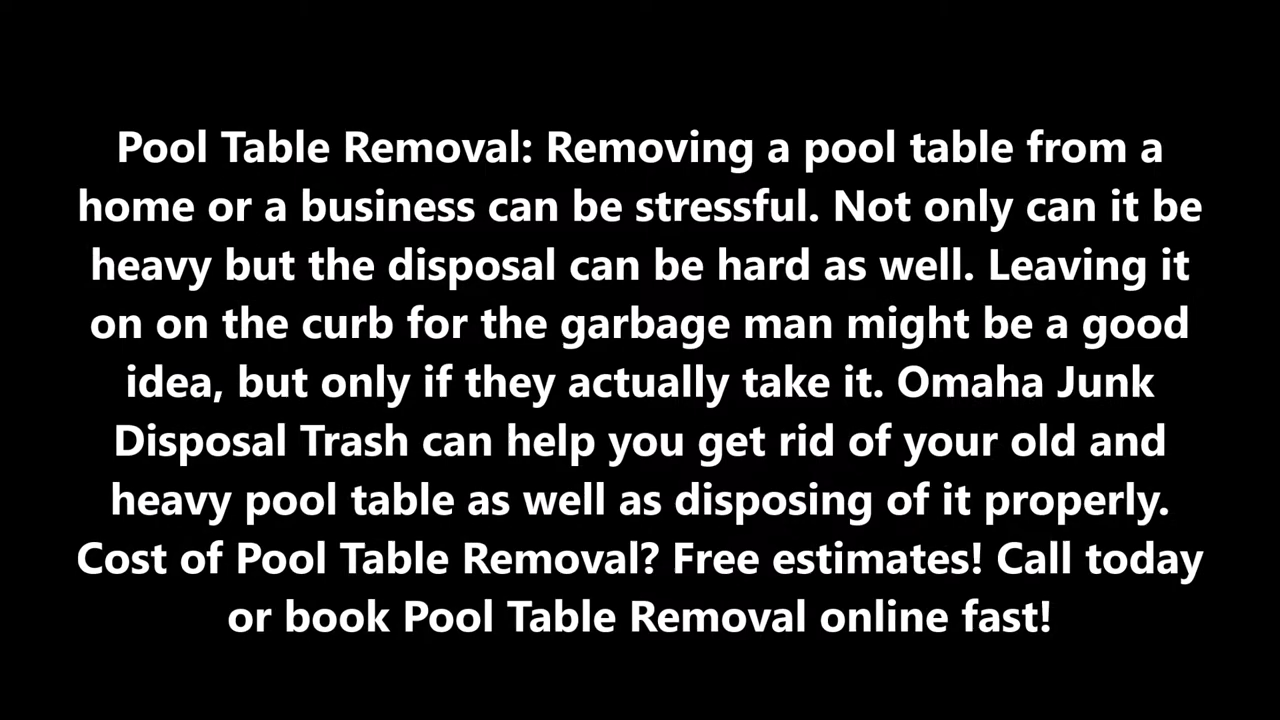 Pool Table Removal: Removing a pool table from a
home or a business can be stressful. Not only can it be
heavy but the disposal can be hard as well. Leaving it
on on the curb for the garbage man might be a good
idea, but only if they actually take it. Omaha Junk
Disposal Trash can help you get rid of your old and
heavy pool table as well as disposing of it properly.
Cost of Pool Table Removal? Free estimates! Call today
or book Pool Table Removal online fast!